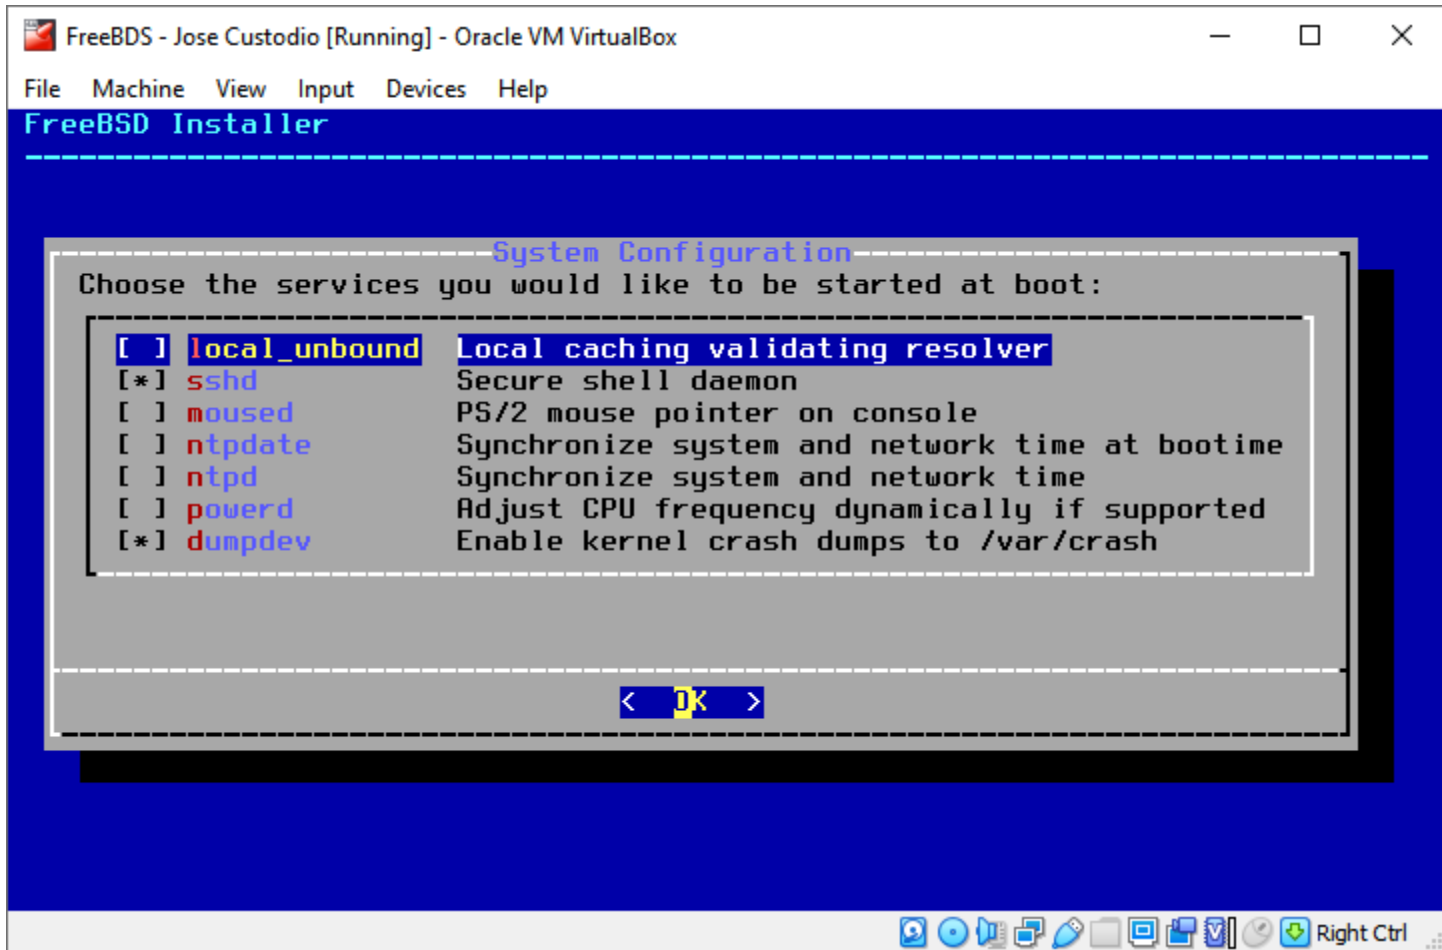 FreeBDS - Jose Custodio [Running] - Oracle VM VirtualBox
File Machine View Input Devices Help
FreeBSD Installer
System Configuration
Choose the services you would like to be started at boot:
[ ] local_unbound Local caching validating resolver
[*] sshd Secure shell daemon
[ ] moused PS/2 mouse pointer on console
[ ] ntpdate Synchronize system and network time at bootime
[ ] ntpd Synchronize system and network time
[ ] powerd Adjust CPU frequency dynamically if supported
[*] dumpdev Enable kernel crash dumps to /var/crash
< OK >
Right Ctrl